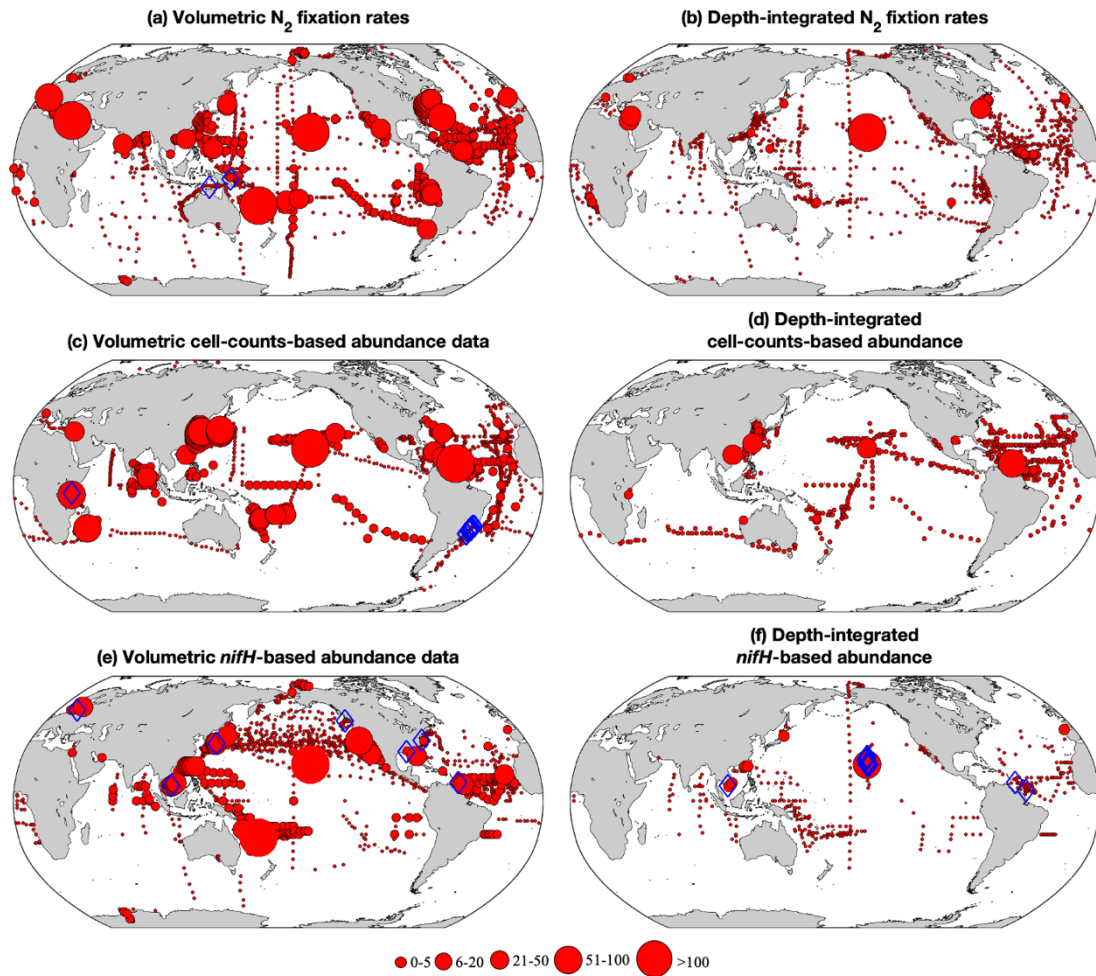 (a) Volumetric N₂ fixation rates
(b) Depth-integrated N₂ fixtion rates
(c) Volumetric cell-counts-based abundance data
(d) Depth-integrated
cell-counts-based abundance
(e) Volumetric nifH-based abundance data
(f) Depth-integrated
nifH-based abundance
0-5 6-20 21-50 51-100 >100